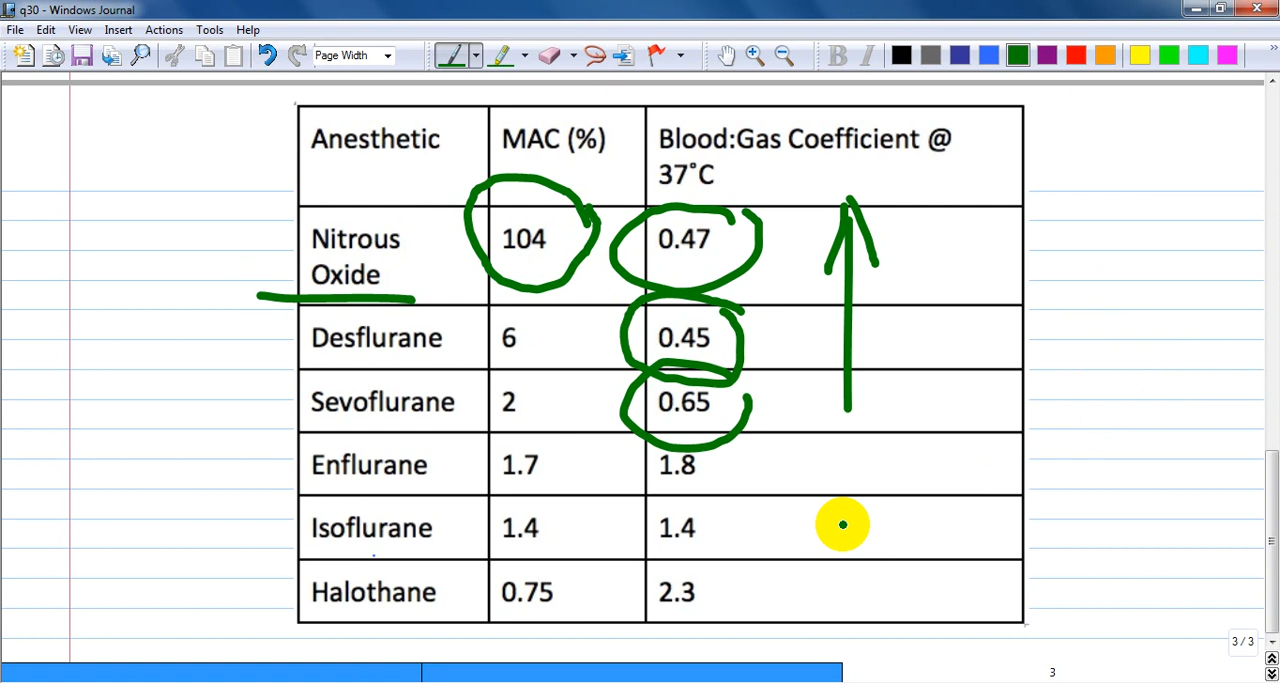 q30 - Windows Journal
File Edit View Insert Actions Tools Help
Page Width
B I
Anesthetic MAC (%) Blood:Gas Coefficient @
37˚C
Nitrous 104 0.47
Oxide
Desflurane 6 0.45
Sevoflurane 2 0.65
Enflurane 1.7 1.8
Isoflurane 1.4 1.4
Halothane 0.75 2.3
3 / 3
3